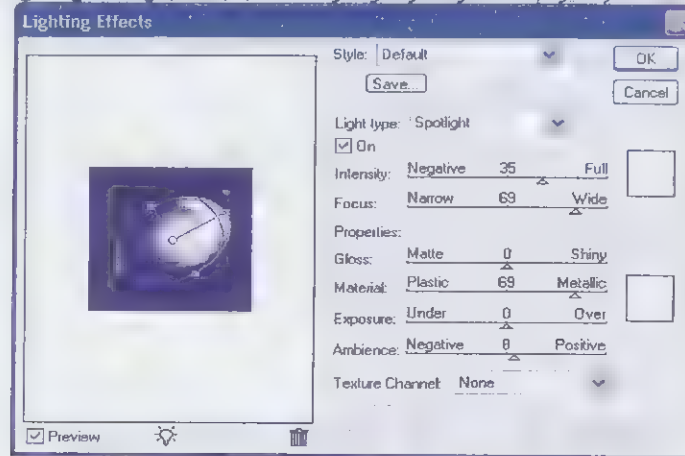 Lighting Effects
Style: Default
OK
Save...
Cancel
Light type: Spotlight
On
Intensity: Negative 35 Full
Focus: Narrow 69 Wide
Properties:
Gloss: Matte 0 Shiny
Material: Plastic 69 Metallic
Exposure: Under 0 Over
Ambience: Negative 8 Positive
Texture Channel: None
Preview